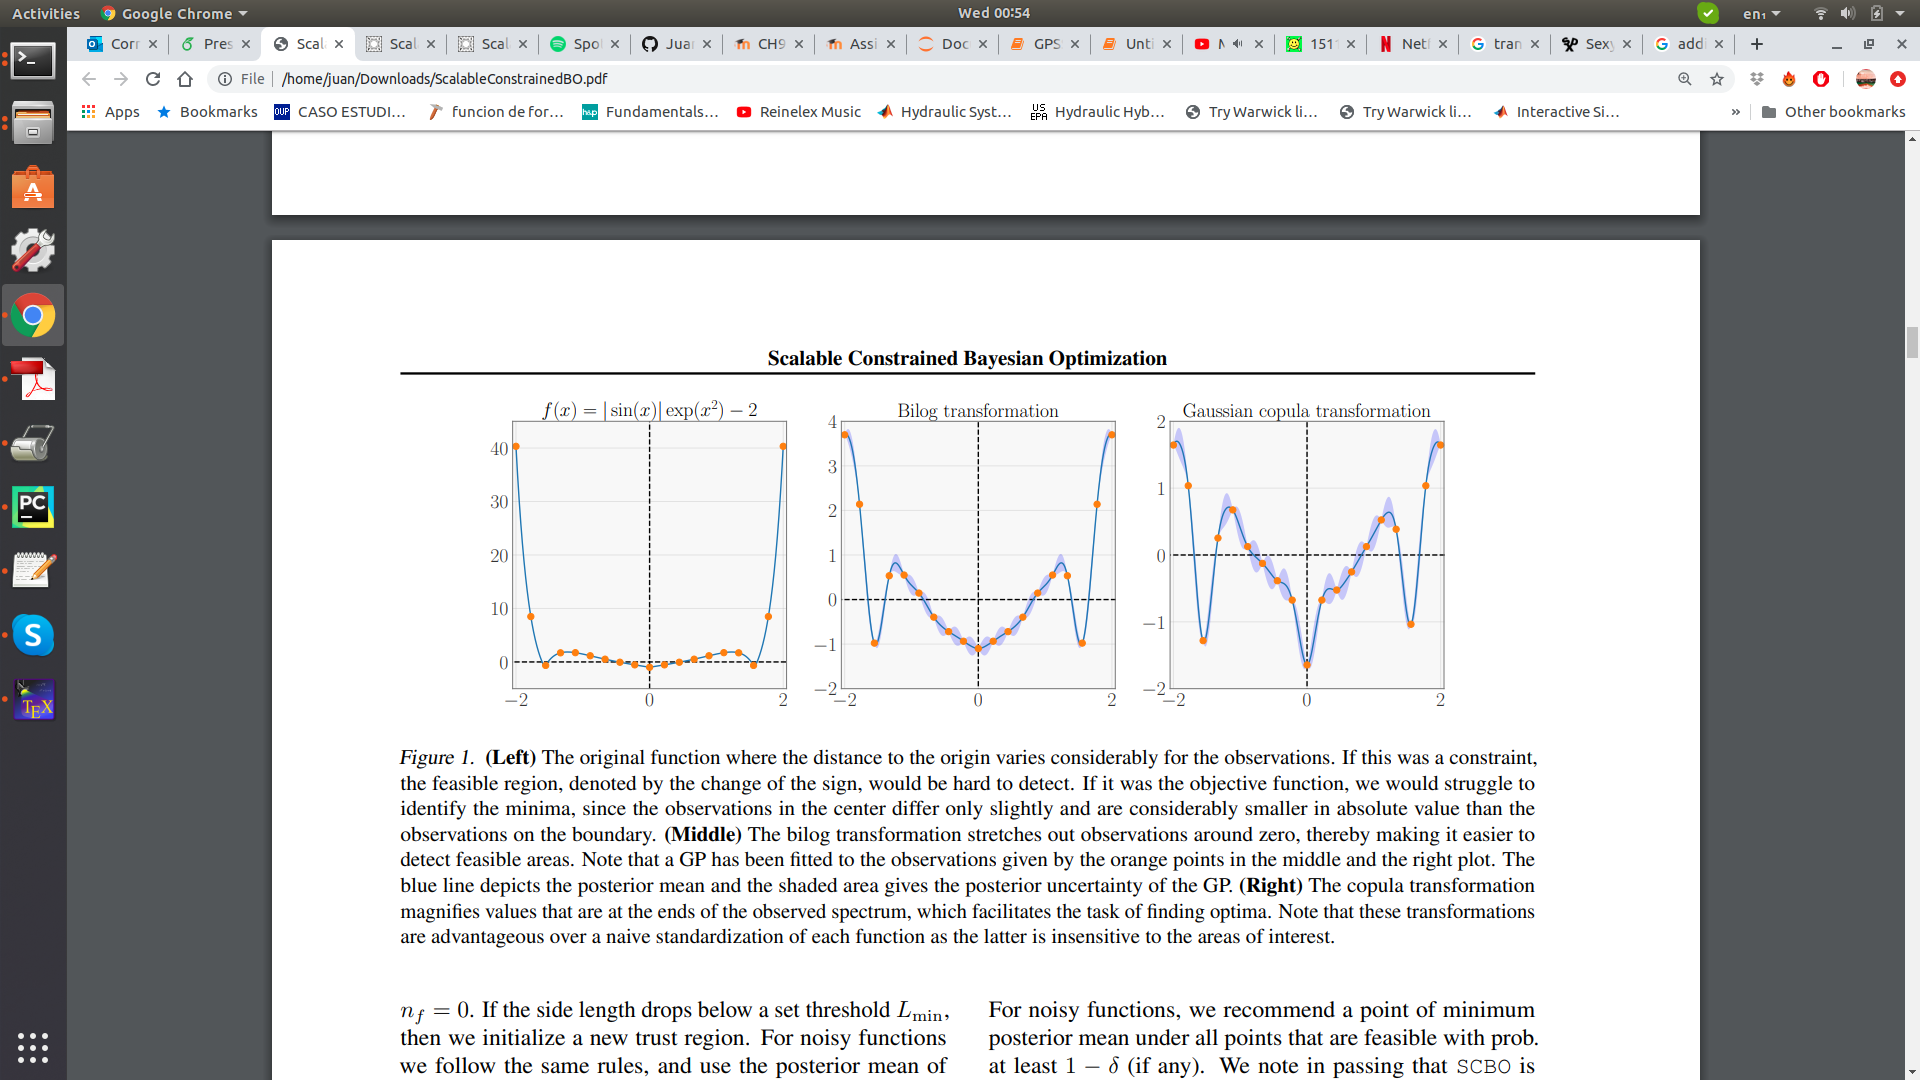 Activities
Google Chrome
Wed 00:54
en₁
Corr
Pres
Scal
Scal
Scal
Spo
Juar
CH9
Assi
Doc
GPS
Unti
151
Netf
tran
Sexy
add
File
/home/juan/Downloads/ScalableConstrainedBO.pdf
Apps
Bookmarks
CASO ESTUDI...
funcion de for...
Fundamentals...
Reinelex Music
Hydraulic Syst...
Hydraulic Hyb...
Try Warwick li...
Try Warwick li...
Interactive Si...
»
Other bookmarks
Scalable Constrained Bayesian Optimization
f(x) = | sin(x)| exp(x²) − 2
40
30
20
10
0
−2 0 2
Bilog transformation
4
3
2
1
0
−1
−2
−2 0 2
Gaussian copula transformation
2
1
0
−1
−2
−2 0 2
Figure 1. (Left) The original function where the distance to the origin varies considerably for the observations. If this was a constraint,
the feasible region, denoted by the change of the sign, would be hard to detect. If it was the objective function, we would struggle to
identify the minima, since the observations in the center differ only slightly and are considerably smaller in absolute value than the
observations on the boundary. (Middle) The bilog transformation stretches out observations around zero, thereby making it easier to
detect feasible areas. Note that a GP has been fitted to the observations given by the orange points in the middle and the right plot. The
blue line depicts the posterior mean and the shaded area gives the posterior uncertainty of the GP. (Right) The copula transformation
magnifies values that are at the ends of the observed spectrum, which facilitates the task of finding optima. Note that these transformations
are advantageous over a naive standardization of each function as the latter is insensitive to the areas of interest.
n_f = 0. If the side length drops below a set threshold L_min,
then we initialize a new trust region. For noisy functions
we follow the same rules, and use the posterior mean of
For noisy functions, we recommend a point of minimum
posterior mean under all points that are feasible with prob.
at least 1 − δ (if any). We note in passing that SCBO is